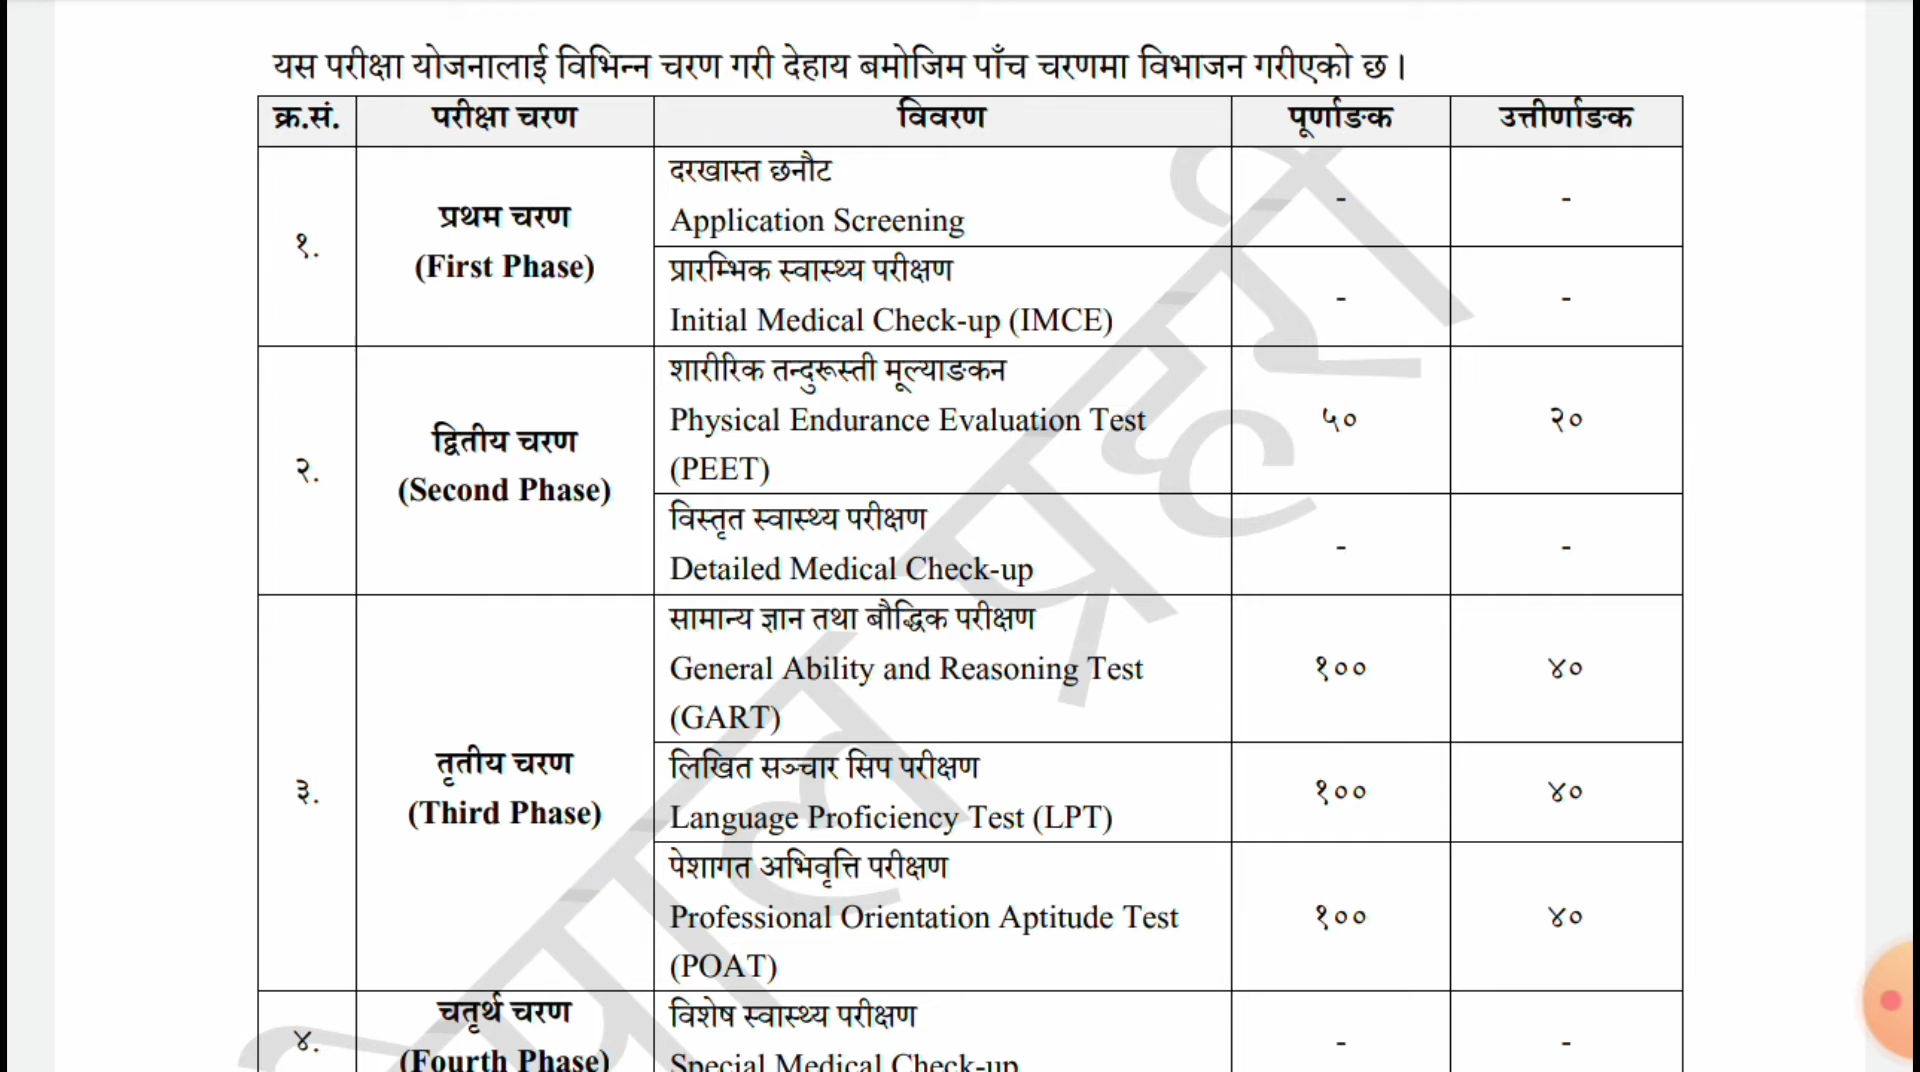 यस परीक्षा योजनालाई विभिन्न चरण गरी देहाय बमोजिम पाँच चरणमा विभाजन गरीएको छ।
क्र.सं. परीक्षा चरण विवरण पूर्णाङक उत्तीर्णाङक
१.
प्रथम चरण
(First Phase)
दरखास्त छनौट
Application Screening
- -
प्रारम्भिक स्वास्थ्य परीक्षण
Initial Medical Check-up (IMCE)
- -
२.
द्वितीय चरण
(Second Phase)
शारीरिक तन्दुरूस्ती मूल्याङकन
Physical Endurance Evaluation Test
(PEET)
५० २०
विस्तृत स्वास्थ्य परीक्षण
Detailed Medical Check-up
- -
३.
तृतीय चरण
(Third Phase)
सामान्य ज्ञान तथा बौद्धिक परीक्षण
General Ability and Reasoning Test
(GART)
१०० ४०
लिखित सञ्चार सिप परीक्षण
Language Proficiency Test (LPT)
१०० ४०
पेशागत अभिवृत्ति परीक्षण
Professional Orientation Aptitude Test
(POAT)
१०० ४०
४.
चतुर्थ चरण
(Fourth Phase)
विशेष स्वास्थ्य परीक्षण
Special Medical Check-up
- -